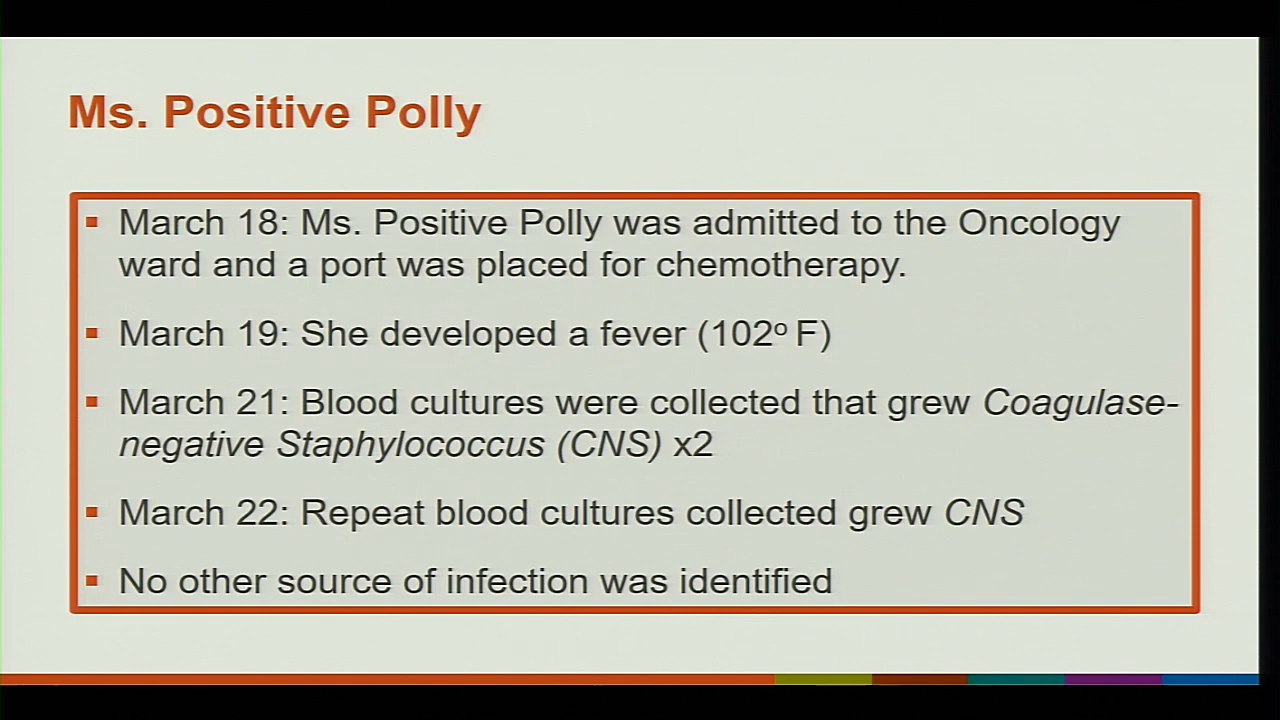 Ms. Positive Polly
▪ March 18: Ms. Positive Polly was admitted to the Oncology
ward and a port was placed for chemotherapy.
▪ March 19: She developed a fever (102º F)
▪ March 21: Blood cultures were collected that grew Coagulase-
negative Staphylococcus (CNS) x2
▪ March 22: Repeat blood cultures collected grew CNS
▪ No other source of infection was identified